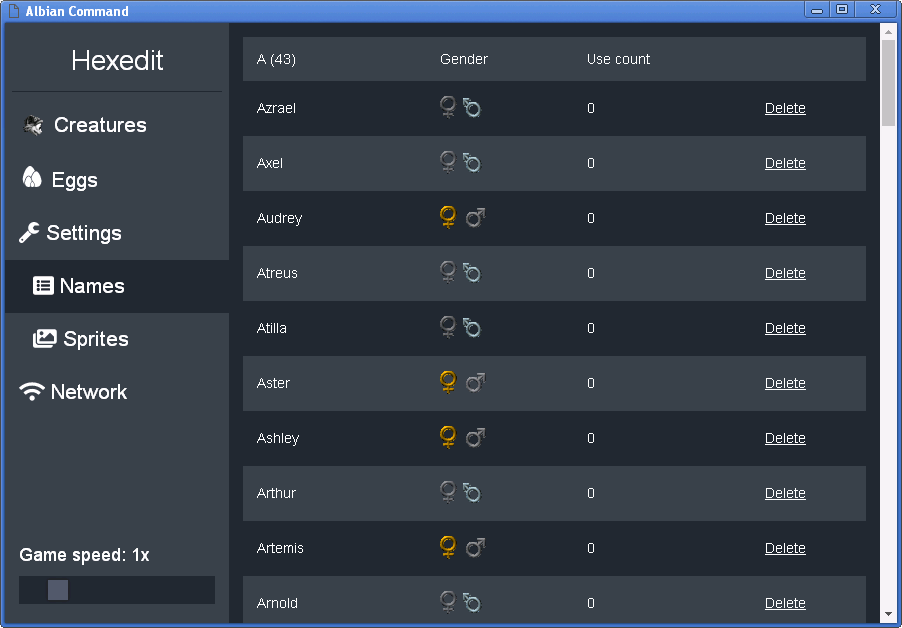 Albian Command
Hexedit
Creatures
Eggs
Settings
Names
Sprites
Network
Game speed: 1x
A (43) Gender Use count
Azrael 0 Delete
Axel 0 Delete
Audrey 0 Delete
Atreus 0 Delete
Atilla 0 Delete
Aster 0 Delete
Ashley 0 Delete
Arthur 0 Delete
Artemis 0 Delete
Arnold 0 Delete